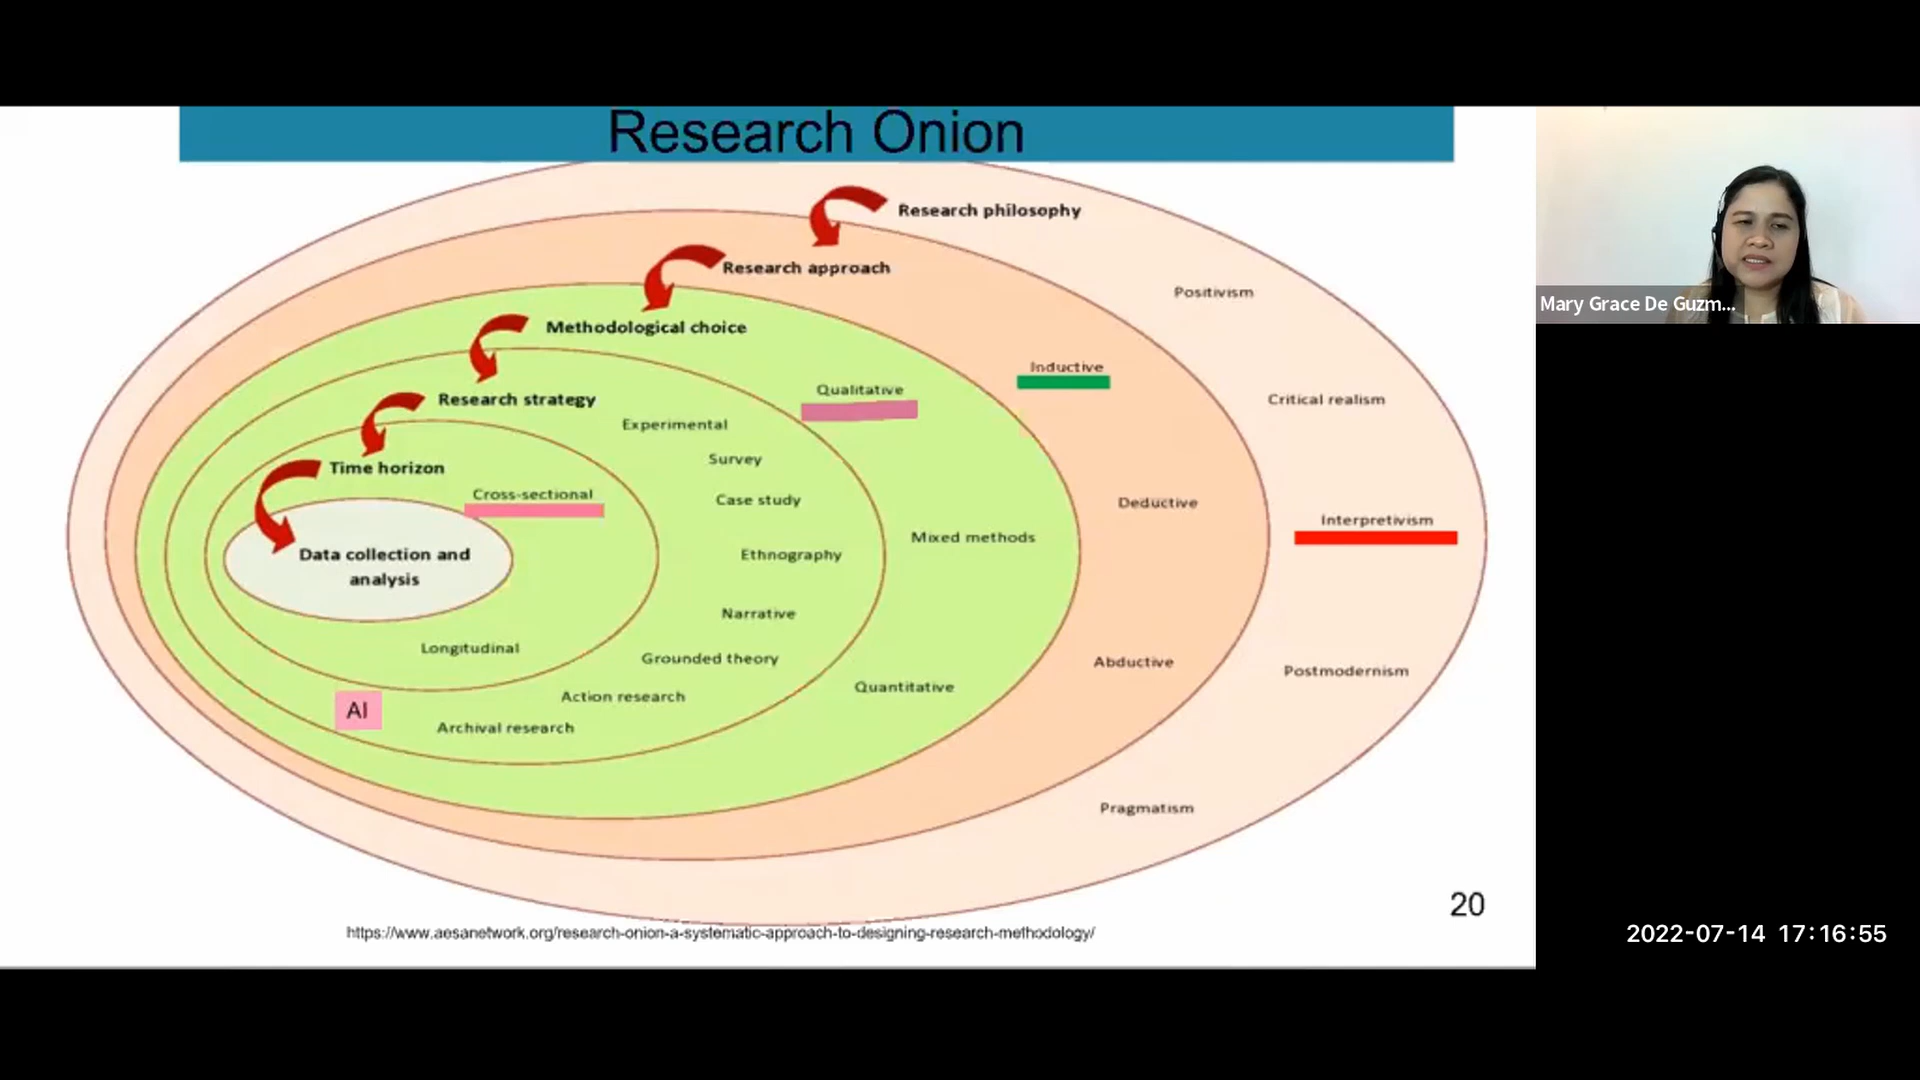 Research Onion
Research philosophy
Research approach
Positivism
Methodological choice
Inductive
Qualitative
Critical realism
Research strategy
Experimental
Survey
Time horizon
Cross-sectional
Case study
Deductive
Interpretivism
Mixed methods
Data collection and
analysis
Ethnography
Narrative
Longitudinal
Grounded theory
Abductive
Postmodernism
Quantitative
Action research
AI
Archival research
Pragmatism
20
https://www.aesanetwork.org/research-onion-a-systematic-approach-to-designing-research-methodology/
Mary Grace De Guzm...
2022-07-14 17:16:55